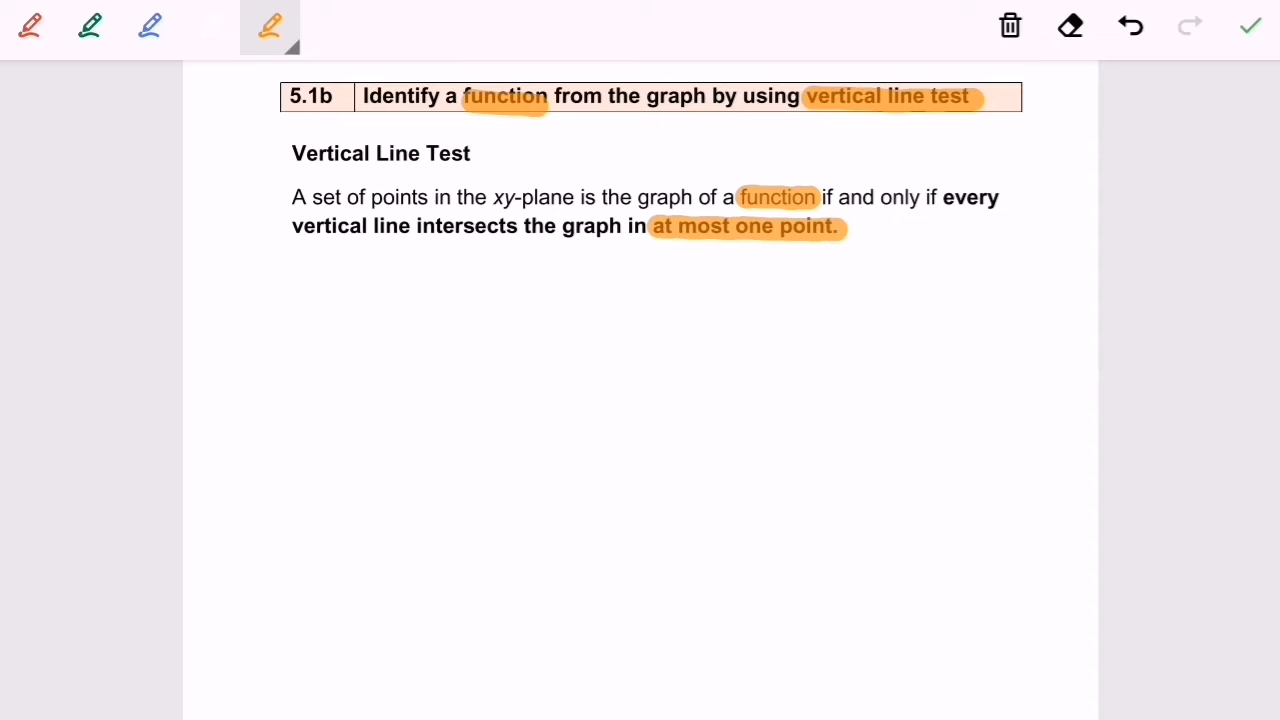 5.1b Identify a function from the graph by using vertical line test
Vertical Line Test
A set of points in the xy-plane is the graph of a function if and only if every
vertical line intersects the graph in at most one point.